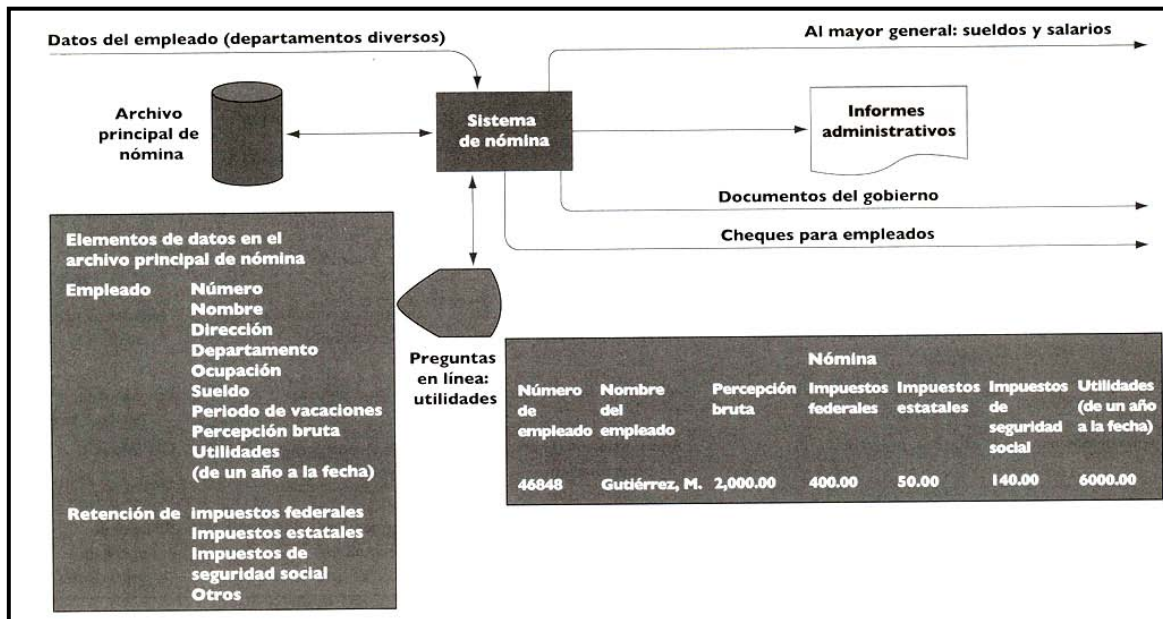 Datos del empleado (departamentos diversos)
Al mayor general: sueldos y salarios
Archivo
principal de
nómina
Sistema
de nómina
Informes
administrativos
Documentos del gobierno
Cheques para empleados
Elementos de datos en el
archivo principal de nómina
Empleado Número
Nombre
Dirección
Departamento
Ocupación
Sueldo
Periodo de vacaciones
Percepción bruta
Utilidades
(de un año a la fecha)
Retención de impuestos federales
Impuestos estatales
Impuestos de
seguridad social
Otros
Preguntas
en línea:
utilidades
Nómina
Número Nombre Percepción Impuestos Impuestos Impuestos Utilidades
de del bruta federales estatales de (de un año
empleado empleado seguridad a la fecha)
social
46848 Gutiérrez, M. 2,000.00 400.00 50.00 140.00 6000.00